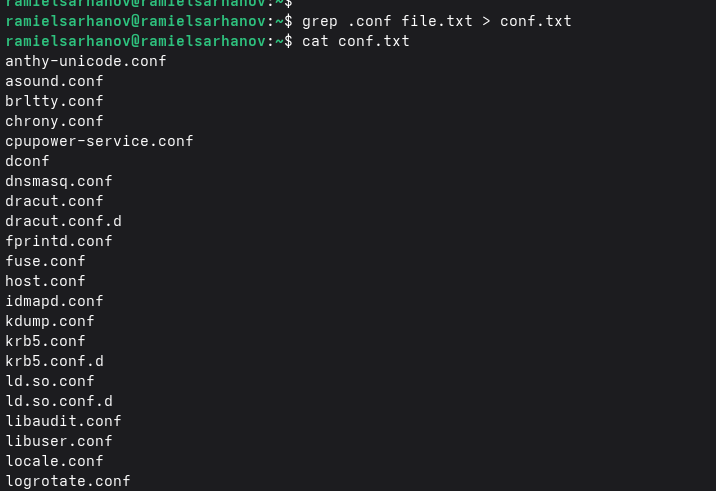 ramielsarhanov@ramielsarhanov:~$
ramielsarhanov@ramielsarhanov:~$ grep .conf file.txt > conf.txt
ramielsarhanov@ramielsarhanov:~$ cat conf.txt
anthy-unicode.conf
asound.conf
brltty.conf
chrony.conf
cpupower-service.conf
dconf
dnsmasq.conf
dracut.conf
dracut.conf.d
fprintd.conf
fuse.conf
host.conf
idmapd.conf
kdump.conf
krb5.conf
krb5.conf.d
ld.so.conf
ld.so.conf.d
libaudit.conf
libuser.conf
locale.conf
logrotate.conf